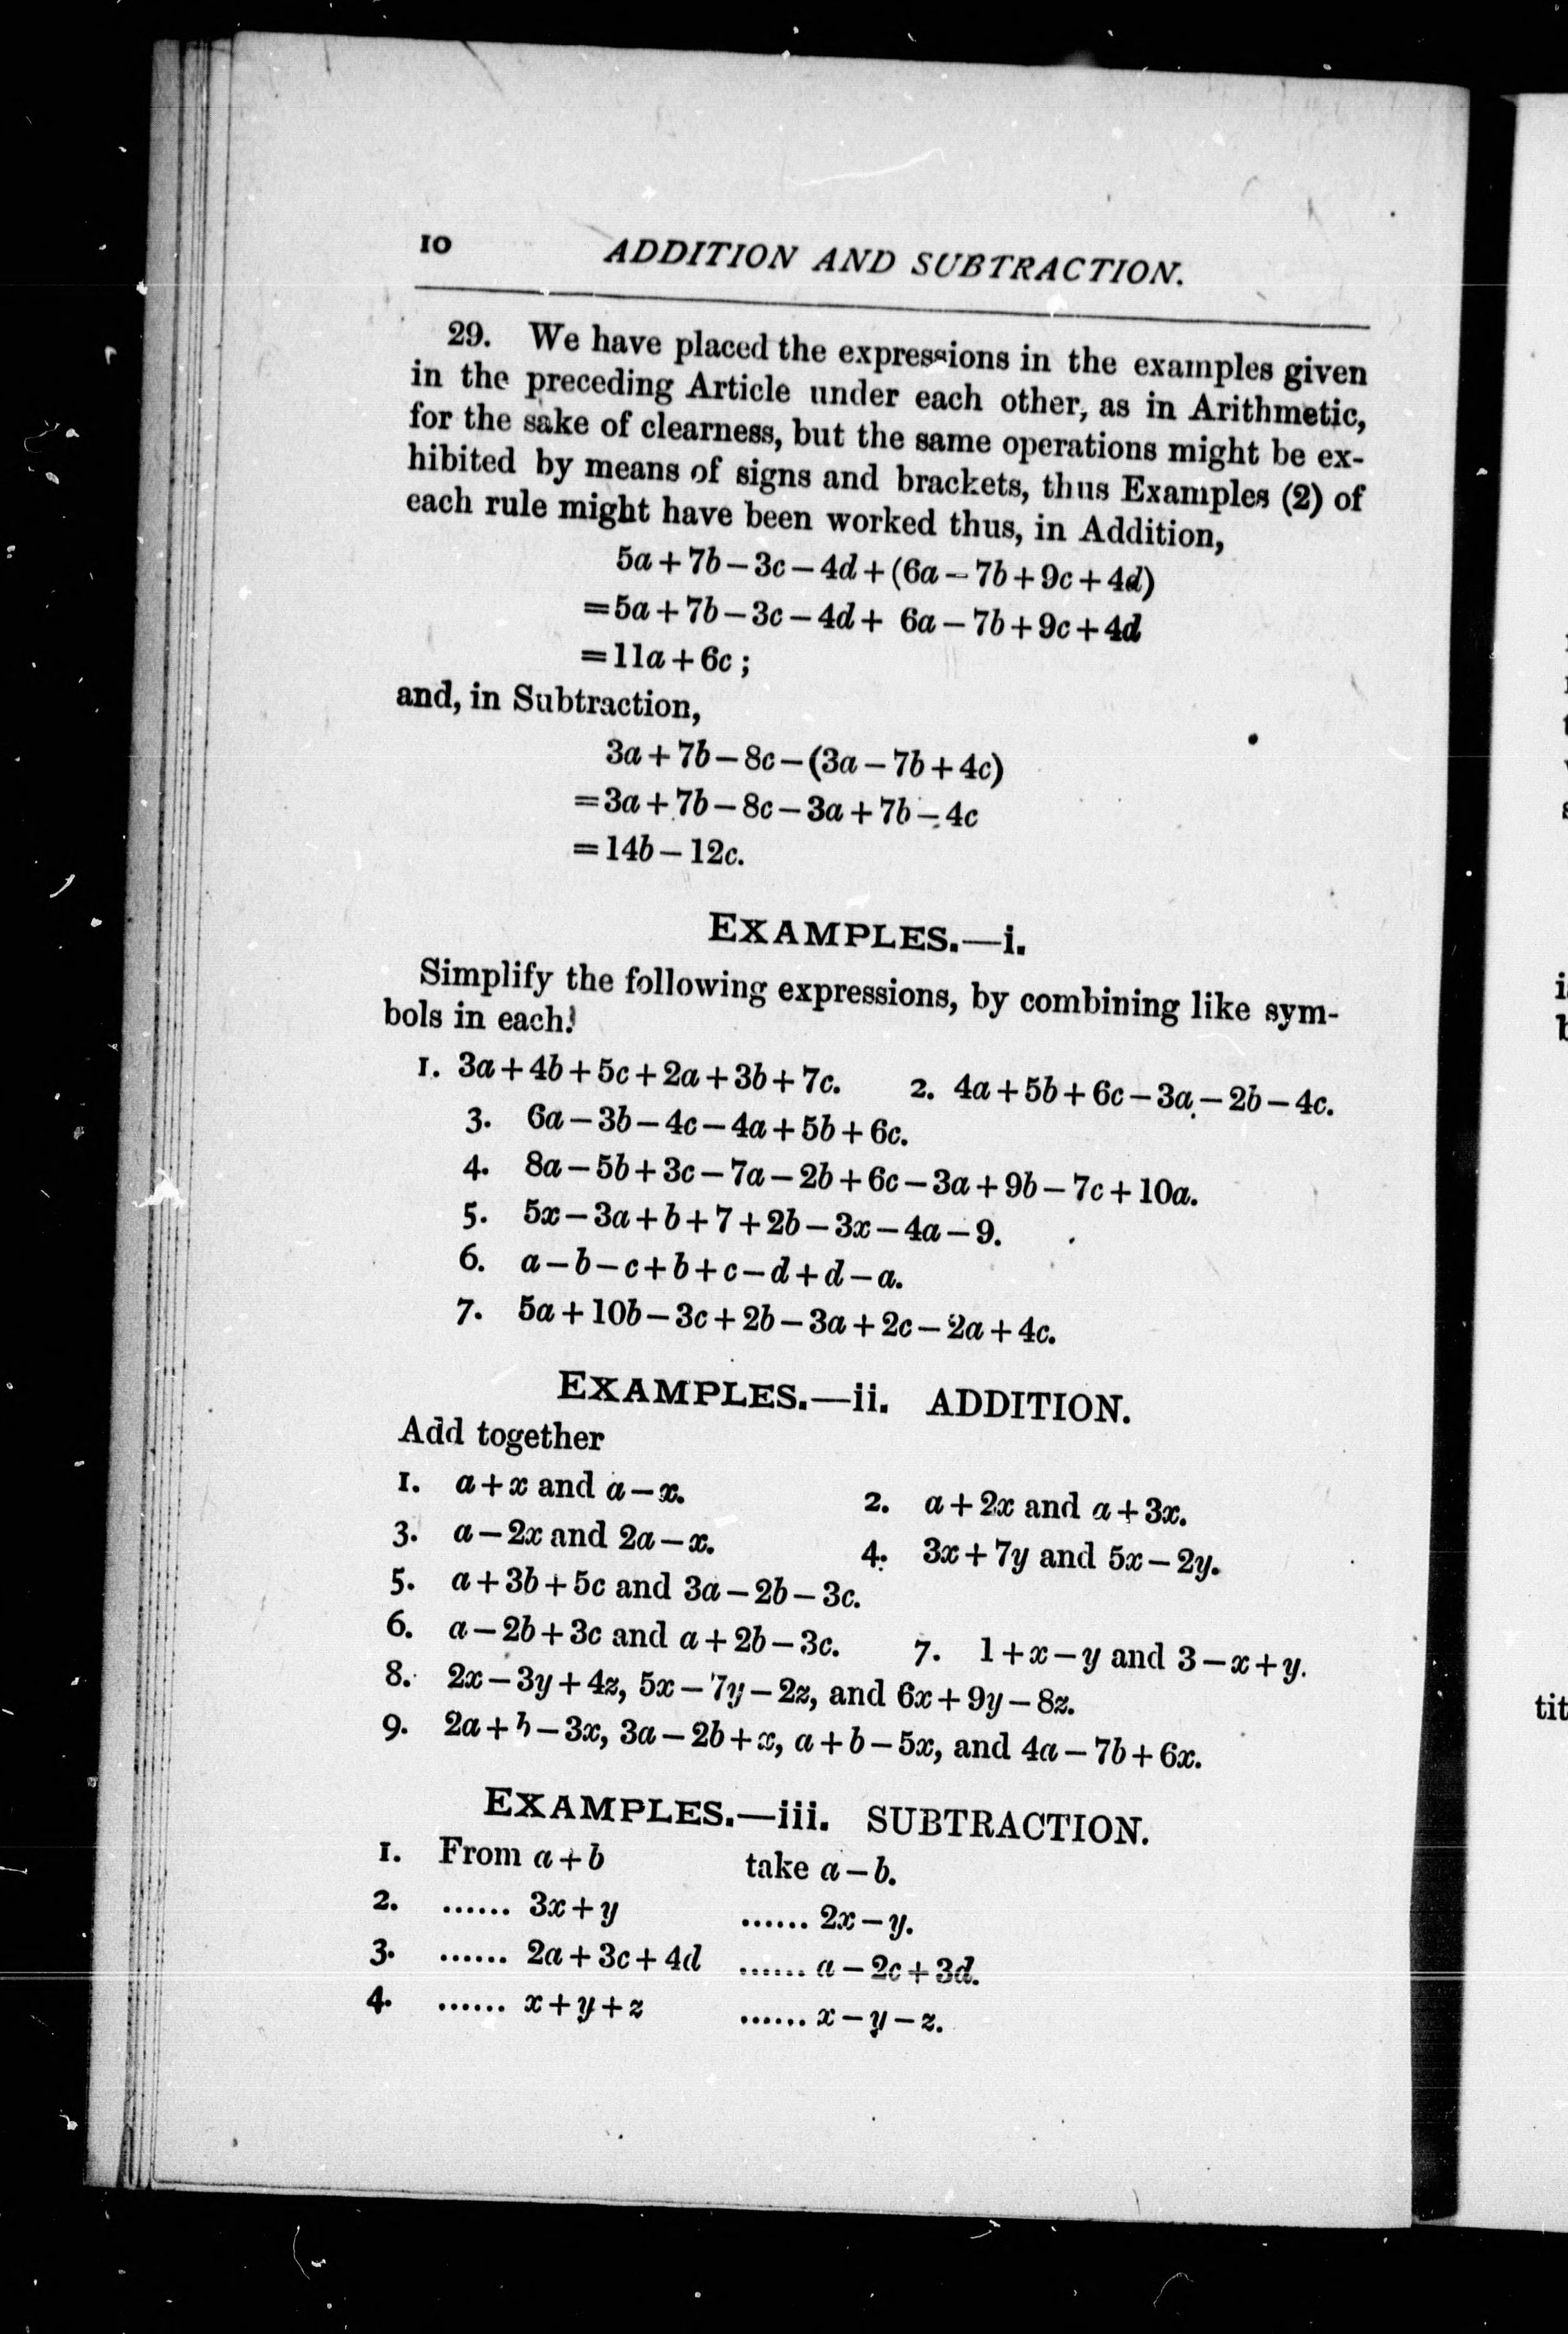 10 ADDITION AND SUBTRACTION.
29. We have placed the expressions in the examples given
in the preceding Article under each other, as in Arithmetic,
for the sake of clearness, but the same operations might be ex-
hibited by means of signs and brackets, thus Examples (2) of
each rule might have been worked thus, in Addition,
5a+7b−3c−4d+(6a−7b+9c+4d)
=5a+7b−3c−4d+ 6a−7b+9c+4d
=11a+6c;
and, in Subtraction,
3a+7b−8c−(3a−7b+4c)
=3a+7b−8c−3a+7b−4c
=14b−12c.
EXAMPLES.—i.
Simplify the following expressions, by combining like sym-
bols in each.
1. 3a+4b+5c+2a+3b+7c. 2. 4a+5b+6c−3a−2b−4c.
3. 6a−3b−4c−4a+5b+6c.
4. 8a−5b+3c−7a−2b+6c−3a+9b−7c+10a.
5. 5x−3a+b+7+2b−3x−4a−9.
6. a−b−c+b+c−d+d−a.
7. 5a+10b−3c+2b−3a+2c−2a+4c.
EXAMPLES.—ii. ADDITION.
Add together
1. a+x and a−x. 2. a+2x and a+3x.
3. a−2x and 2a−x. 4. 3x+7y and 5x−2y.
5. a+3b+5c and 3a−2b−3c.
6. a−2b+3c and a+2b−3c. 7. 1+x−y and 3−x+y.
8. 2x−3y+4z, 5x−7y−2z, and 6x+9y−8z.
9. 2a+b−3x, 3a−2b+x, a+b−5x, and 4a−7b+6x.
EXAMPLES.—iii. SUBTRACTION.
1. From a+b take a−b.
2. ...... 3x+y ...... 2x−y.
3. ...... 2a+3c+4d ...... a−2c+3d.
4. ...... x+y+z ...... x−y−z.
tit